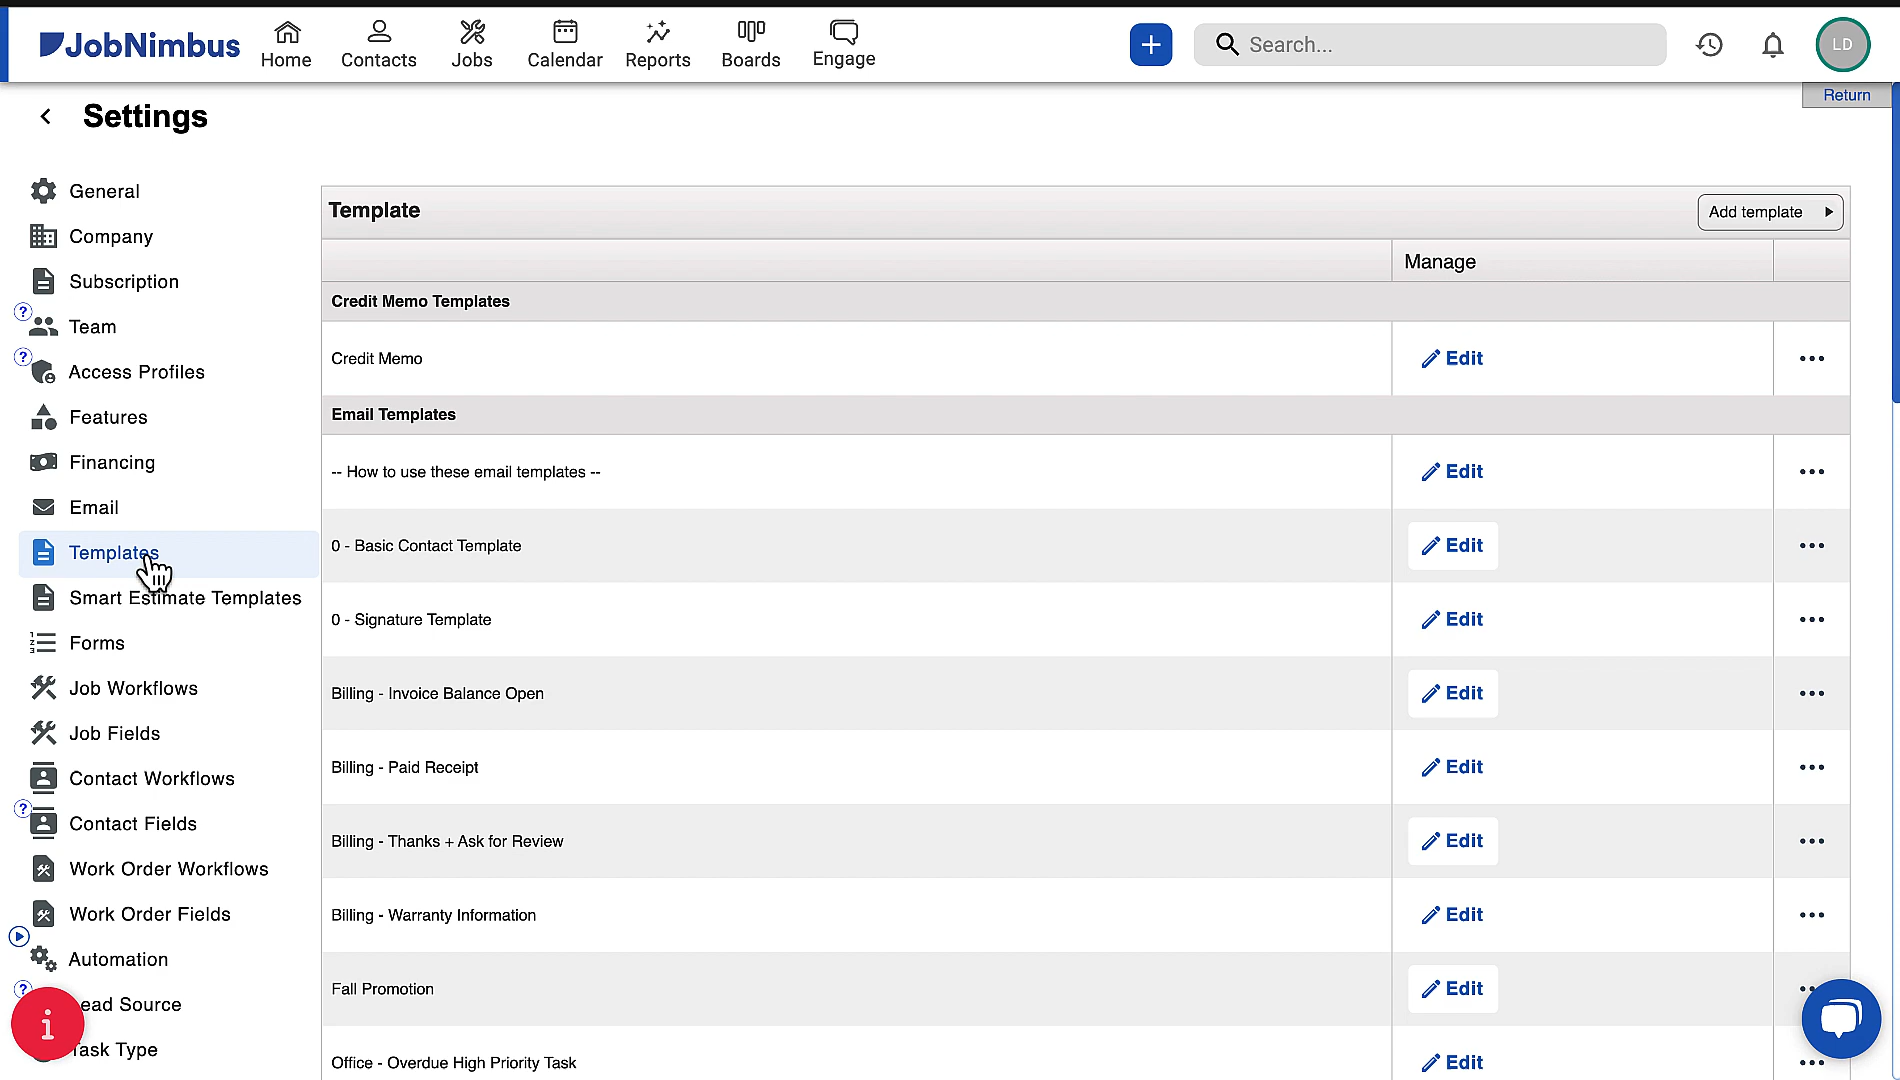 JobNimbus
Home
Contacts
Jobs
Calendar
Reports
Boards
Engage
Search...
LD
Return
Settings
General
Company
Subscription
Team
Access Profiles
Features
Financing
Email
Templates
Smart Estimate Templates
Forms
Job Workflows
Job Fields
Contact Workflows
Contact Fields
Work Order Workflows
Work Order Fields
Automation
ead Source
ask Type
Template
Add template
Manage
Credit Memo Templates
Credit Memo Edit
Email Templates
-- How to use these email templates -- Edit
0 - Basic Contact Template Edit
0 - Signature Template Edit
Billing - Invoice Balance Open Edit
Billing - Paid Receipt Edit
Billing - Thanks + Ask for Review Edit
Billing - Warranty Information Edit
Fall Promotion Edit
Office - Overdue High Priority Task Edit